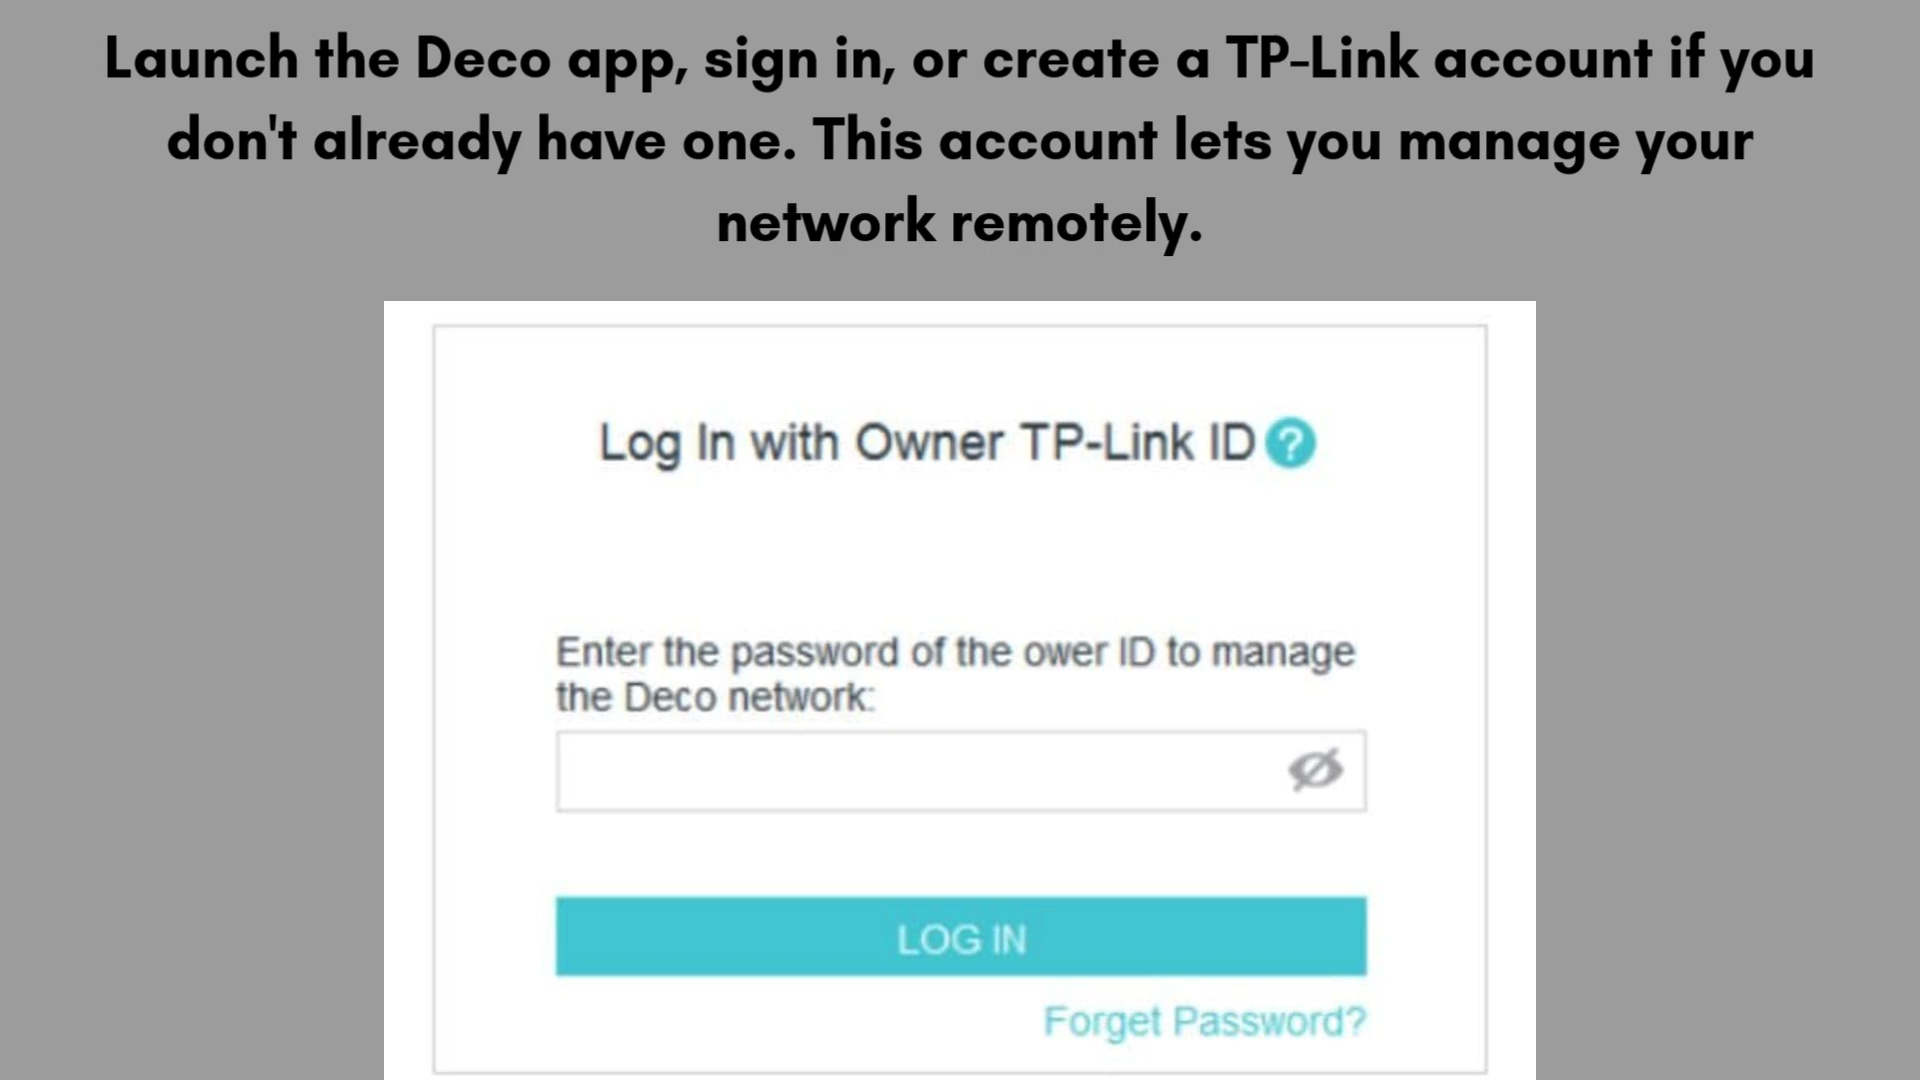 Launch the Deco app, sign in, or create a TP-Link account if you
don't already have one. This account lets you manage your
network remotely.
Log In with Owner TP-Link ID ?
Enter the password of the ower ID to manage
the Deco network:
LOG IN
Forget Password?